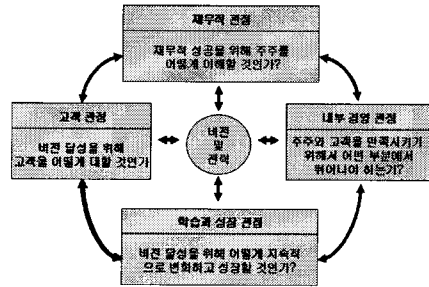 재무적 관점
재무적 성공을 위해 주주를
어떻게 이해할 것인가?
고객 관점
비전 달성을 위해
고객을 어떻게 대할 것인가
비전
및
전략
내부 경영 관점
주주와 고객을 만족시키기
위해서 어떤 부분에서
뛰어나야 하는가?
학습과 성장 관점
비전 달성을 위해 어떻게 지속적
으로 변화하고 성장할 것인가?